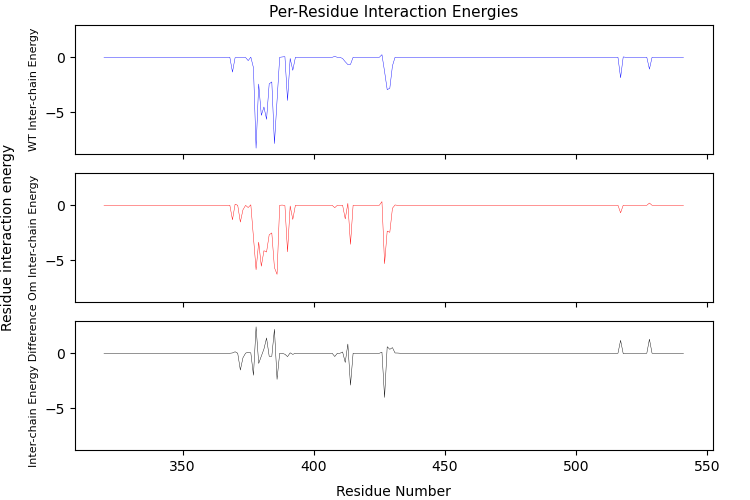 Per-Residue Interaction Energies
Residue interaction energy
WT Inter-chain Energy
0
−5
Om Inter-chain Energy
0
−5
Inter-chain Energy Difference
0
−5
350
400
450
500
550
Residue Number